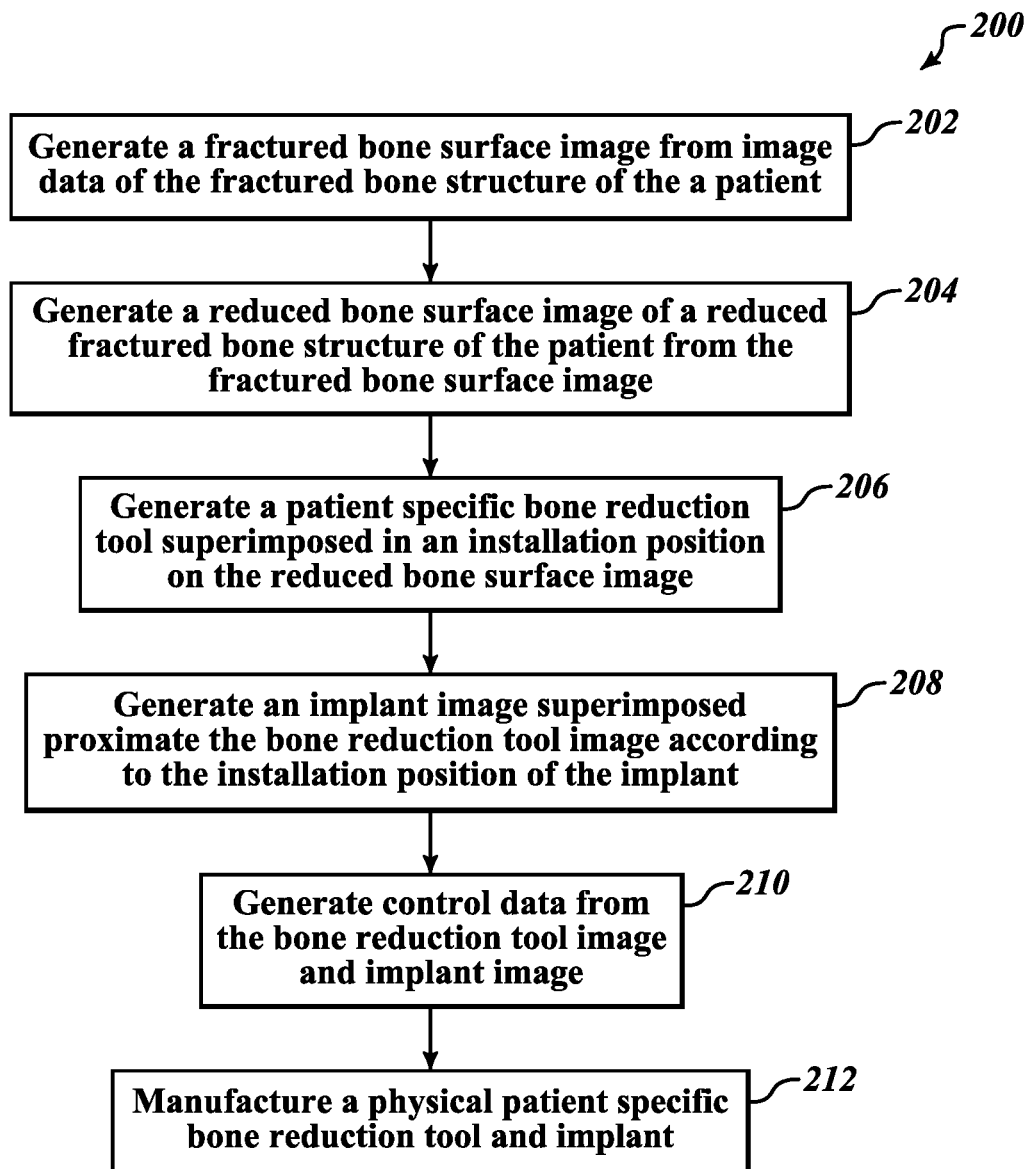 200
202
Generate a fractured bone surface image from image
data of the fractured bone structure of the a patient
204
Generate a reduced bone surface image of a reduced
fractured bone structure of the patient from the
fractured bone surface image
206
Generate a patient specific bone reduction
tool superimposed in an installation position
on the reduced bone surface image
208
Generate an implant image superimposed
proximate the bone reduction tool image according
to the installation position of the implant
210
Generate control data from
the bone reduction tool image
and implant image
212
Manufacture a physical patient specific
bone reduction tool and implant